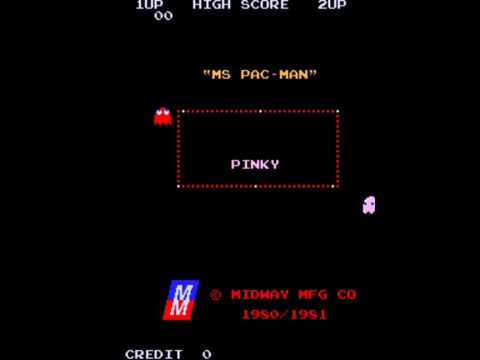 1UP HIGH SCORE 2UP
00
"MS PAC-MAN"
PINKY
MM
© MIDWAY MFG CO
1980/1981
CREDIT 0